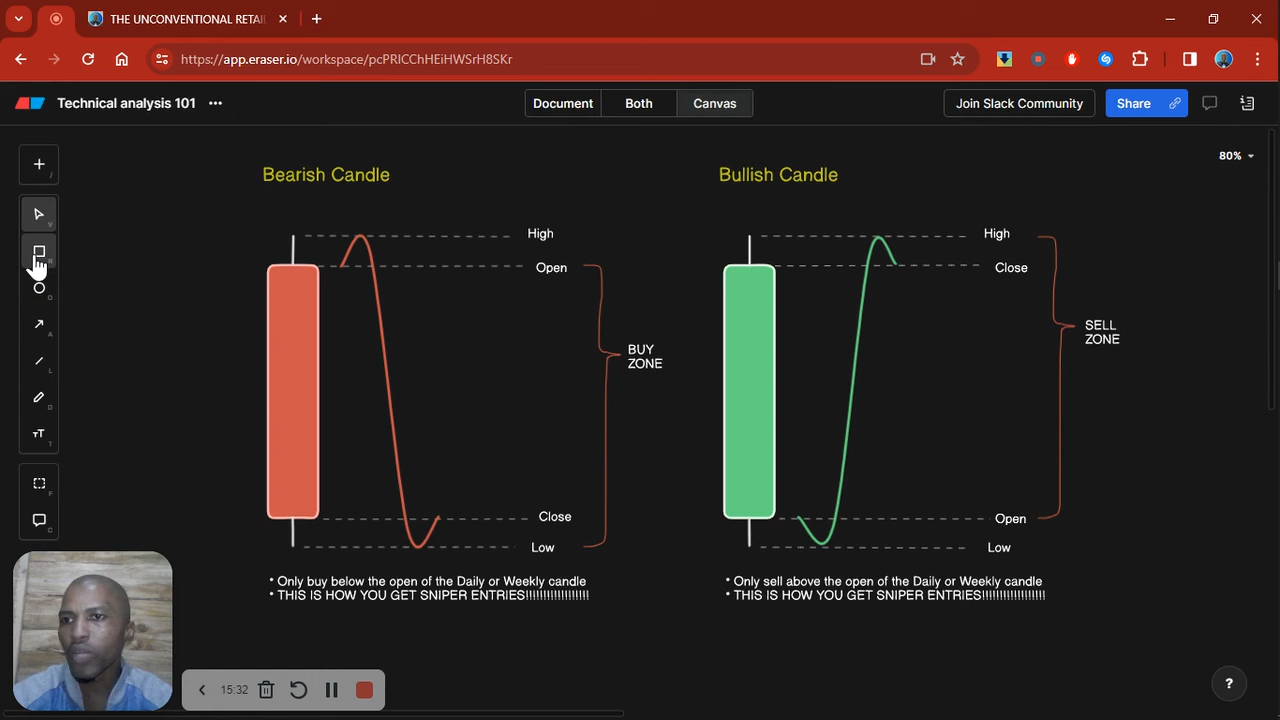 THE UNCONVENTIONAL RETAI
https://app.eraser.io/workspace/pcPRICChHEiHWSrH8SKr
Technical analysis 101
Document Both Canvas
Join Slack Community
Share
80%
Bearish Candle
Bullish Candle
High
Open
BUY
ZONE
Close
Low
High
Close
SELL
ZONE
Open
Low
* Only buy below the open of the Daily or Weekly candle
* THIS IS HOW YOU GET SNIPER ENTRIES!!!!!!!!!!!!!!!!!!
* Only sell above the open of the Daily or Weekly candle
* THIS IS HOW YOU GET SNIPER ENTRIES!!!!!!!!!!!!!!!!!!
15:32
?